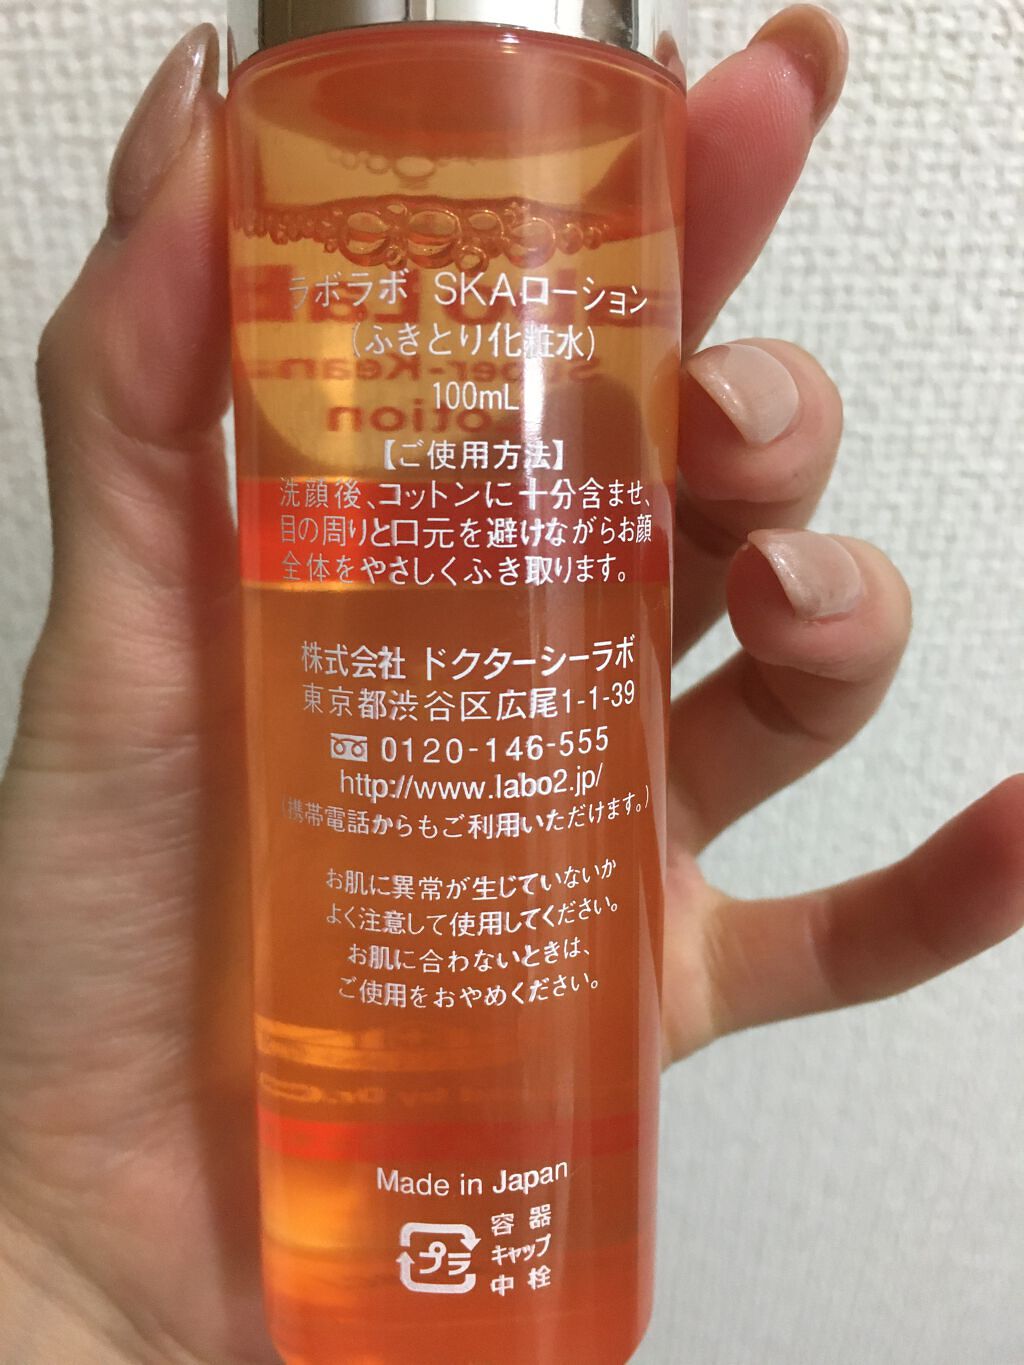 ラボラボ SKAローション
(ふきとり化粧水)
100mL
【ご使用方法】
洗顔後、コットンに十分含ませ、
目の周りと口元を避けながらお顔
全体をやさしくふき取ります。
株式会社 ドクターシーラボ
東京都渋谷区広尾1-1-39
0120-146-555
http://www.labo2.jp/
(携帯電話からもご利用いただけます。)
お肌に異常が生じていないか
よく注意して使用してください。
お肌に合わないときは、
ご使用をおやめください。
Made in Japan
プラ
容器
キャップ
中栓